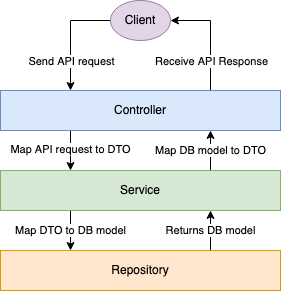 Client
Send API request
Receive API Response
Controller
Map API request to DTO
Map DB model to DTO
Service
Map DTO to DB model
Returns DB model
Repository